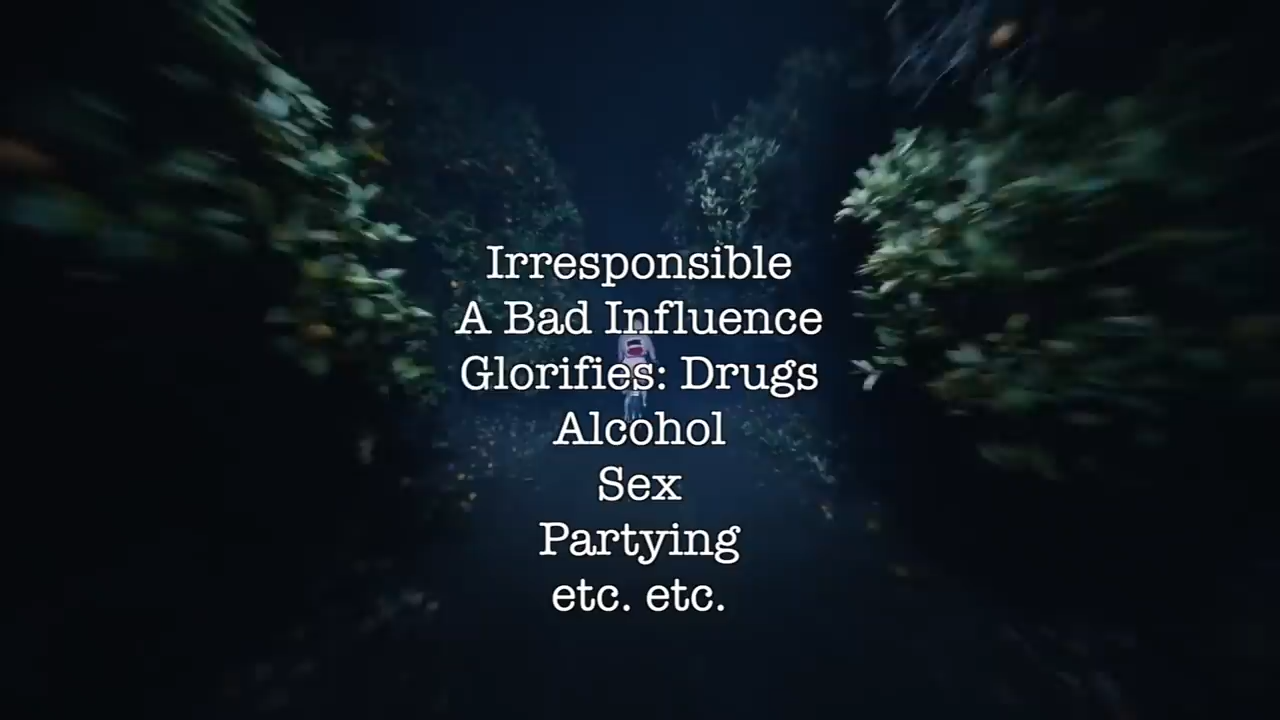 Irresponsible
A Bad Influence
Glorifies: Drugs
Alcohol
Sex
Partying
etc. etc.